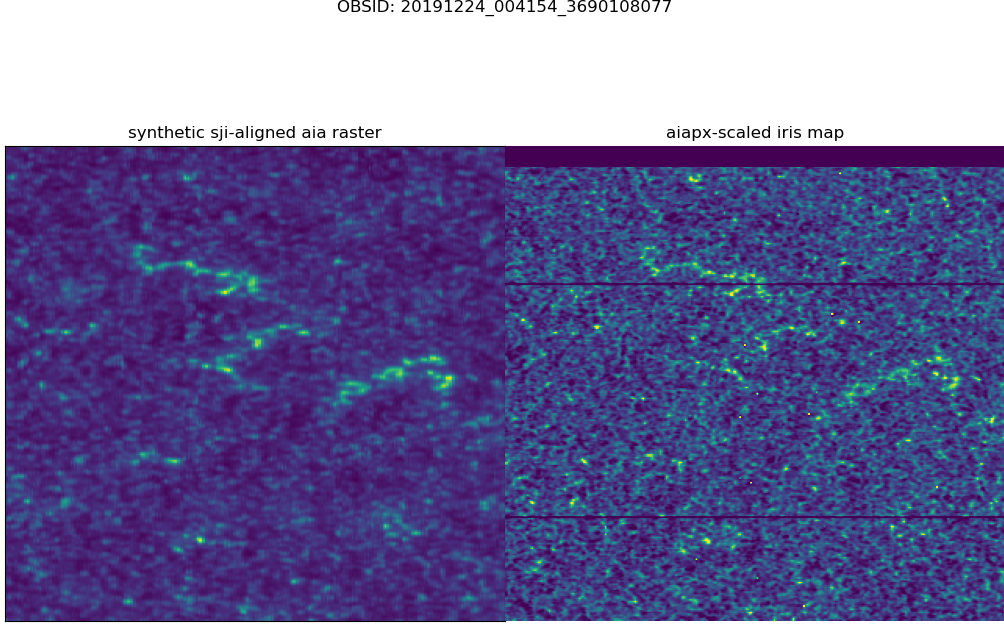 OBSID: 20191224_004154_3690108077
synthetic sji-aligned aia raster
aiapx-scaled iris map